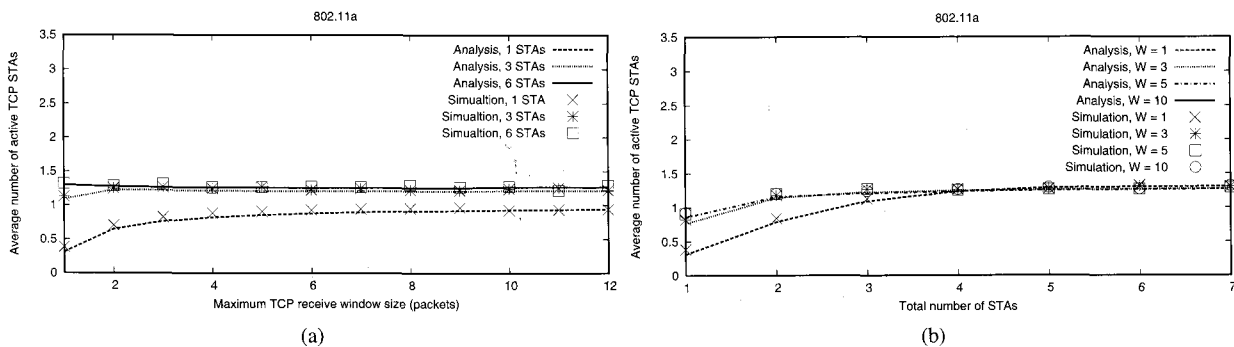 802.11a
Average number of active TCP STAs
3.5
3
2.5
2
1.5
1
0.5
0
Analysis, 1 STAs
Analysis, 3 STAs
Analysis, 6 STAs
Simualtion, 1 STA
Simualtion, 3 STAs
Simualtion, 6 STAs
2
4
6
8
10
12
Maximum TCP receive window size (packets)
(a)
802.11a
Average number of active TCP STAs
3.5
3
2.5
2
1.5
1
0.5
0
Analysis, W = 1
Analysis, W = 3
Analysis, W = 5
Analysis, W = 10
Simulation, W = 1
Simulation, W = 3
Simulation, W = 5
Simulation, W = 10
1
2
3
4
5
6
7
Total number of STAs
(b)